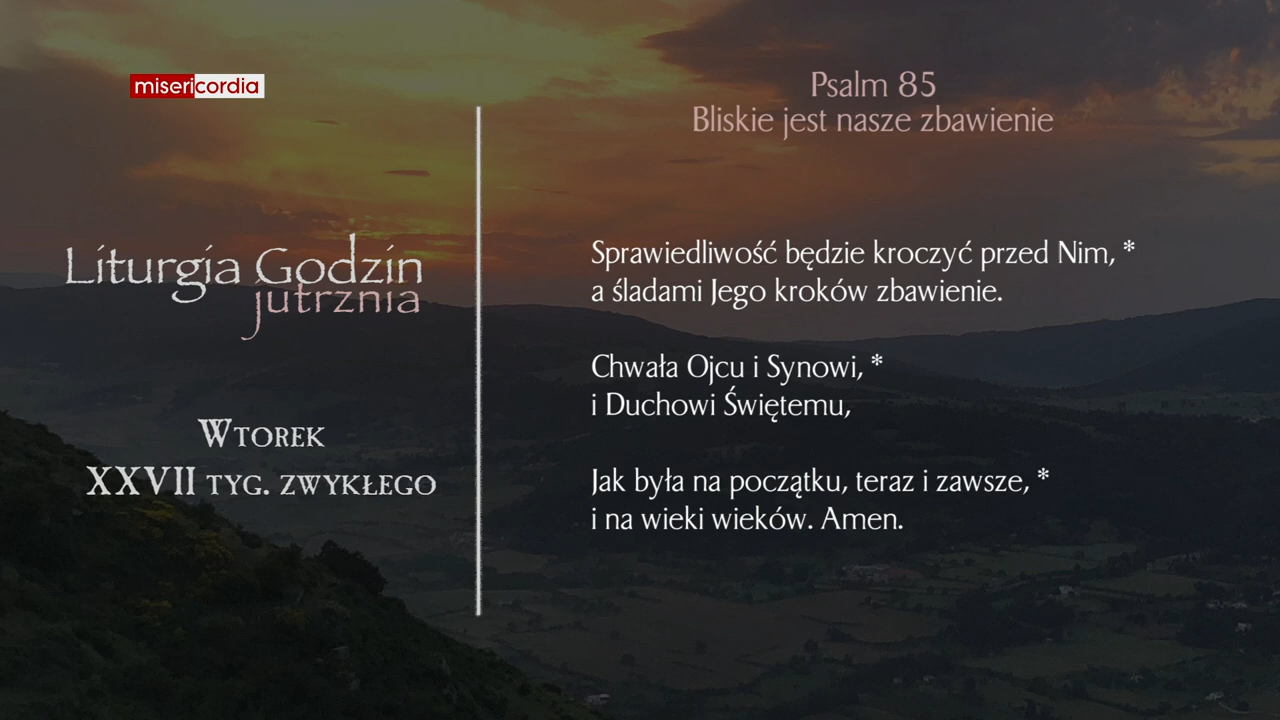 misericordia
Liturgia Godzin
jutrznia
Wtorek
XXVII tyg. zwykłego
Psalm 85
Bliskie jest nasze zbawienie
Sprawiedliwość będzie kroczyć przed Nim, *
a śladami Jego kroków zbawienie.
Chwała Ojcu i Synowi, *
i Duchowi Świętemu,
Jak była na początku, teraz i zawsze, *
i na wieki wieków. Amen.